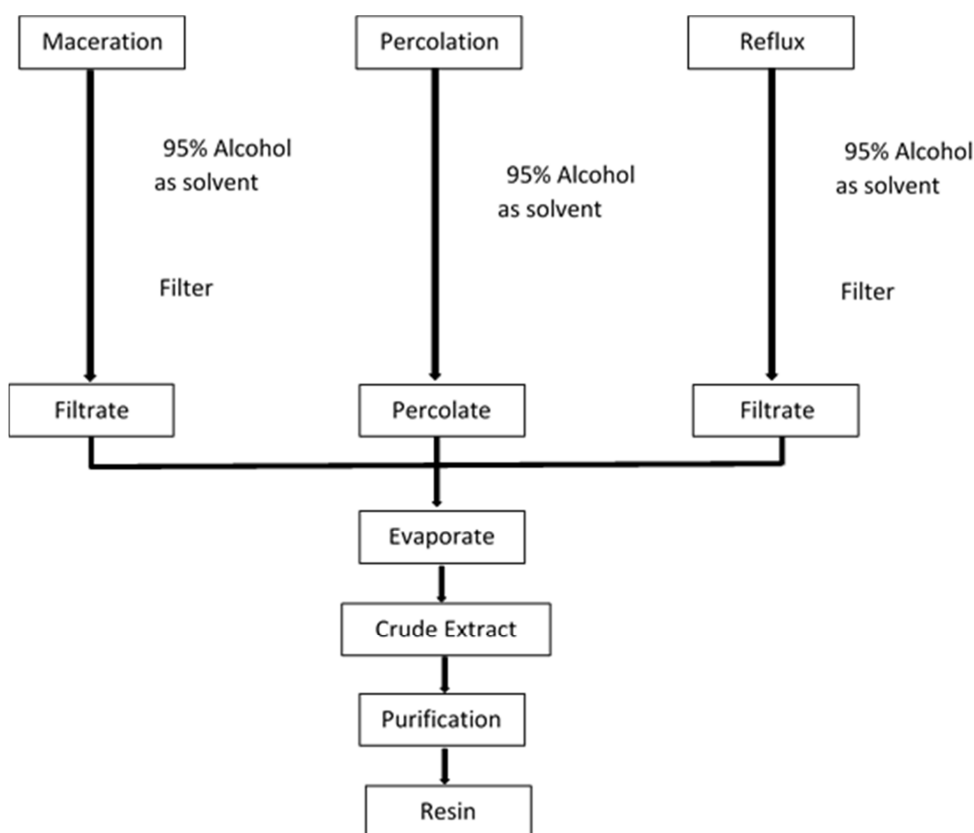 Maceration
Percolation
Reflux
95% Alcohol
as solvent
95% Alcohol
as solvent
95% Alcohol
as solvent
Filter
Filter
Filtrate
Percolate
Filtrate
Evaporate
Crude Extract
Purification
Resin